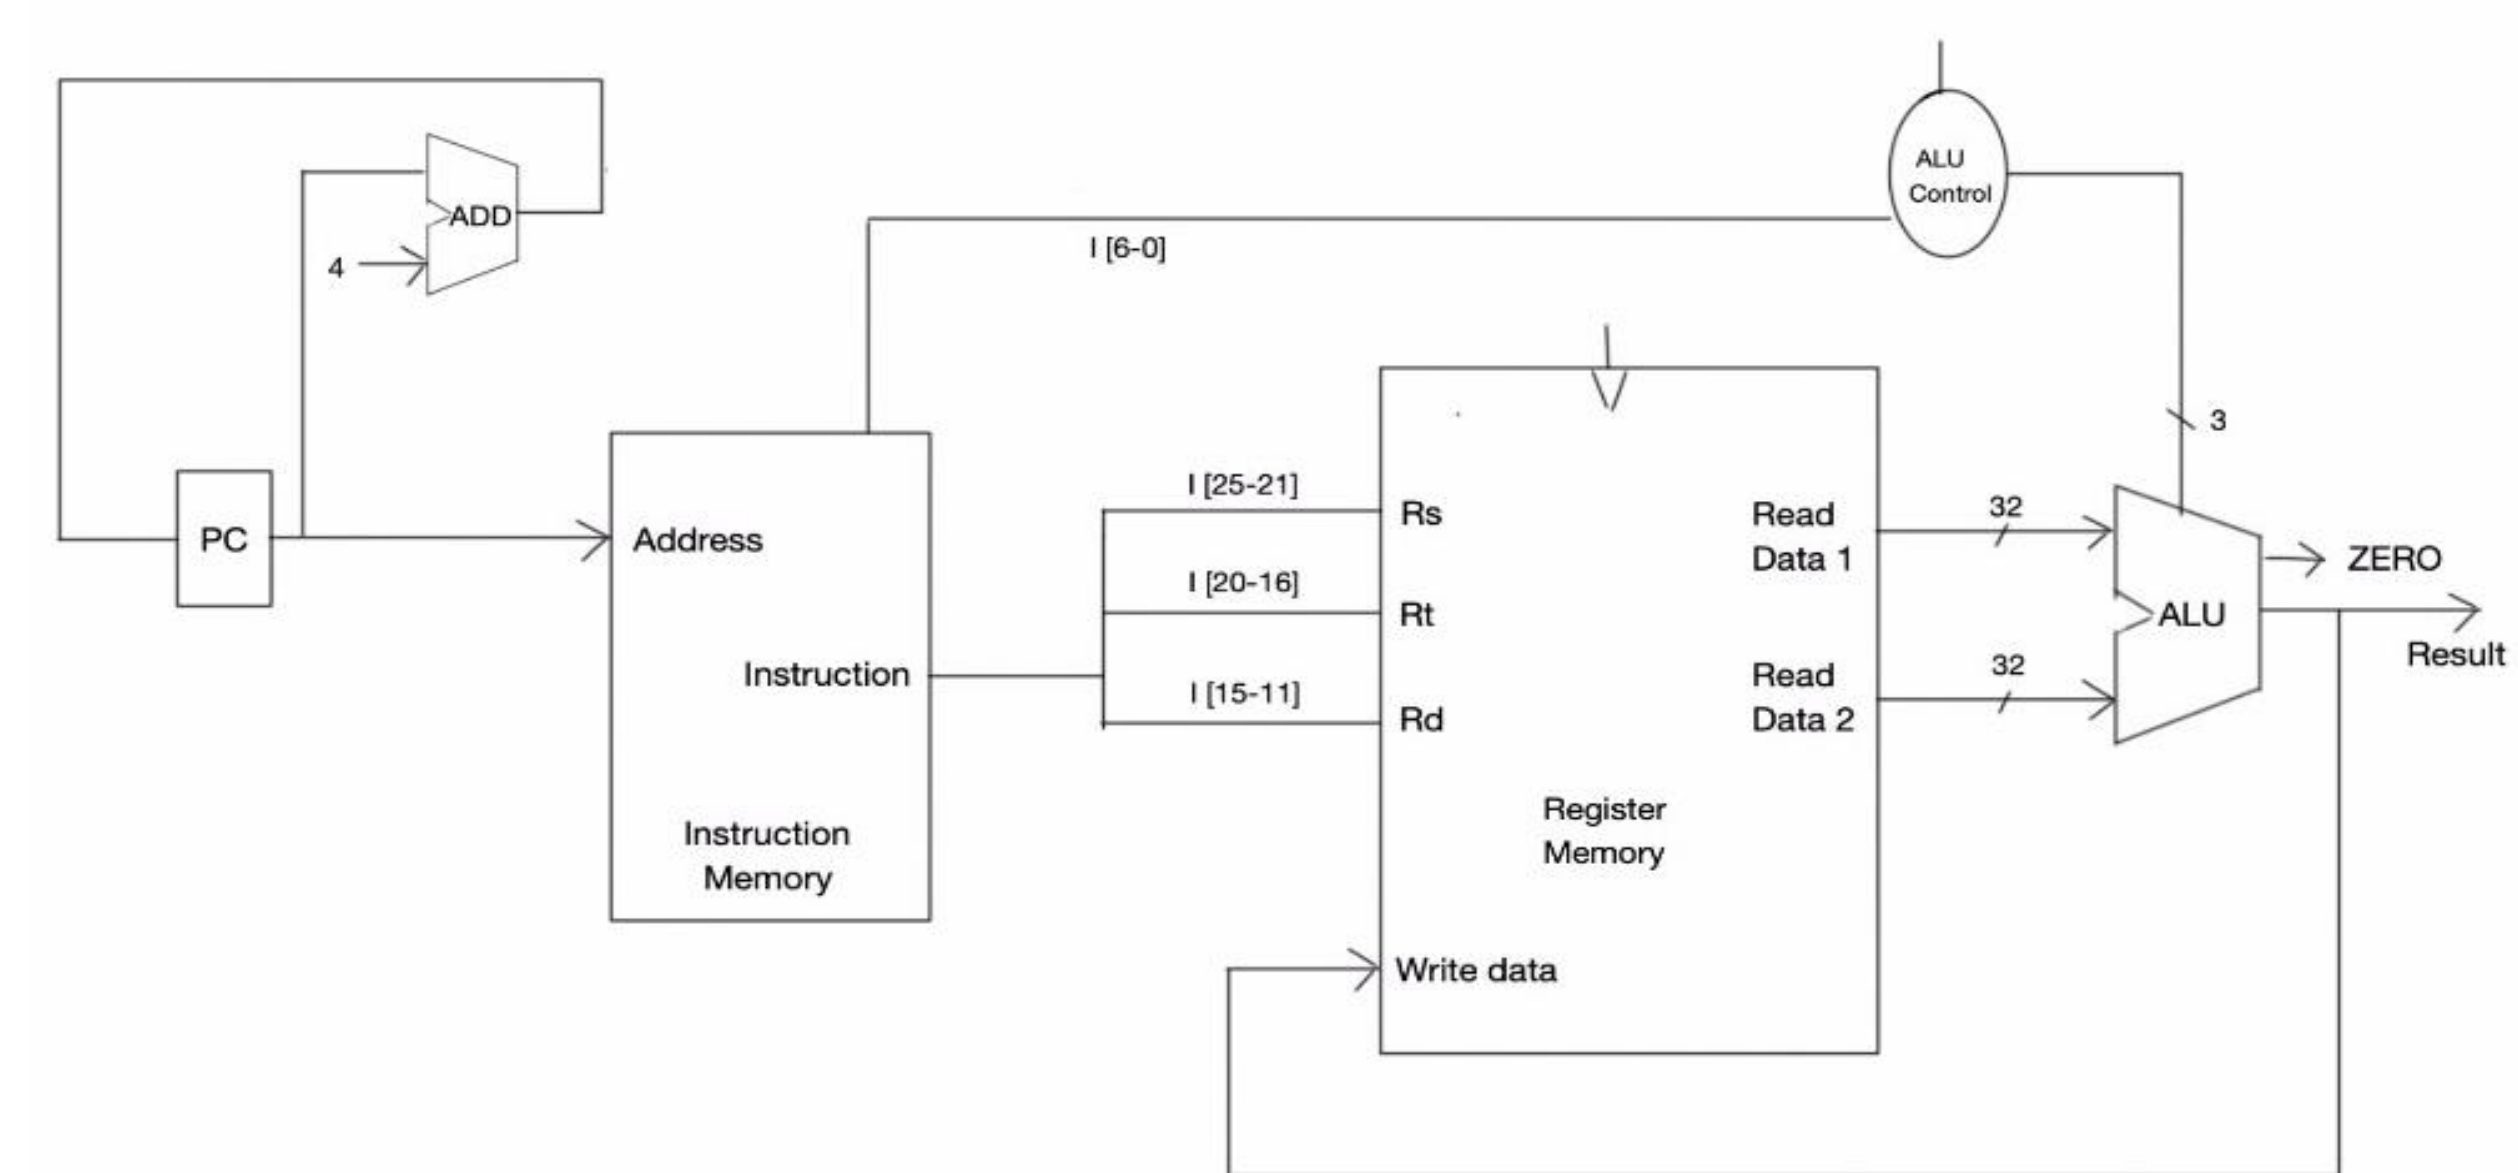 ALU
Control
ADD
I [6-0]
4
3
I [25-21]
32
Rs
Read
Data 1
PC
Address
ZERO
I [20-16]
Rt
ALU
Result
Instruction
I [15-11]
Read
Data 2
32
Rd
Register
Memory
Instruction
Memory
Write data